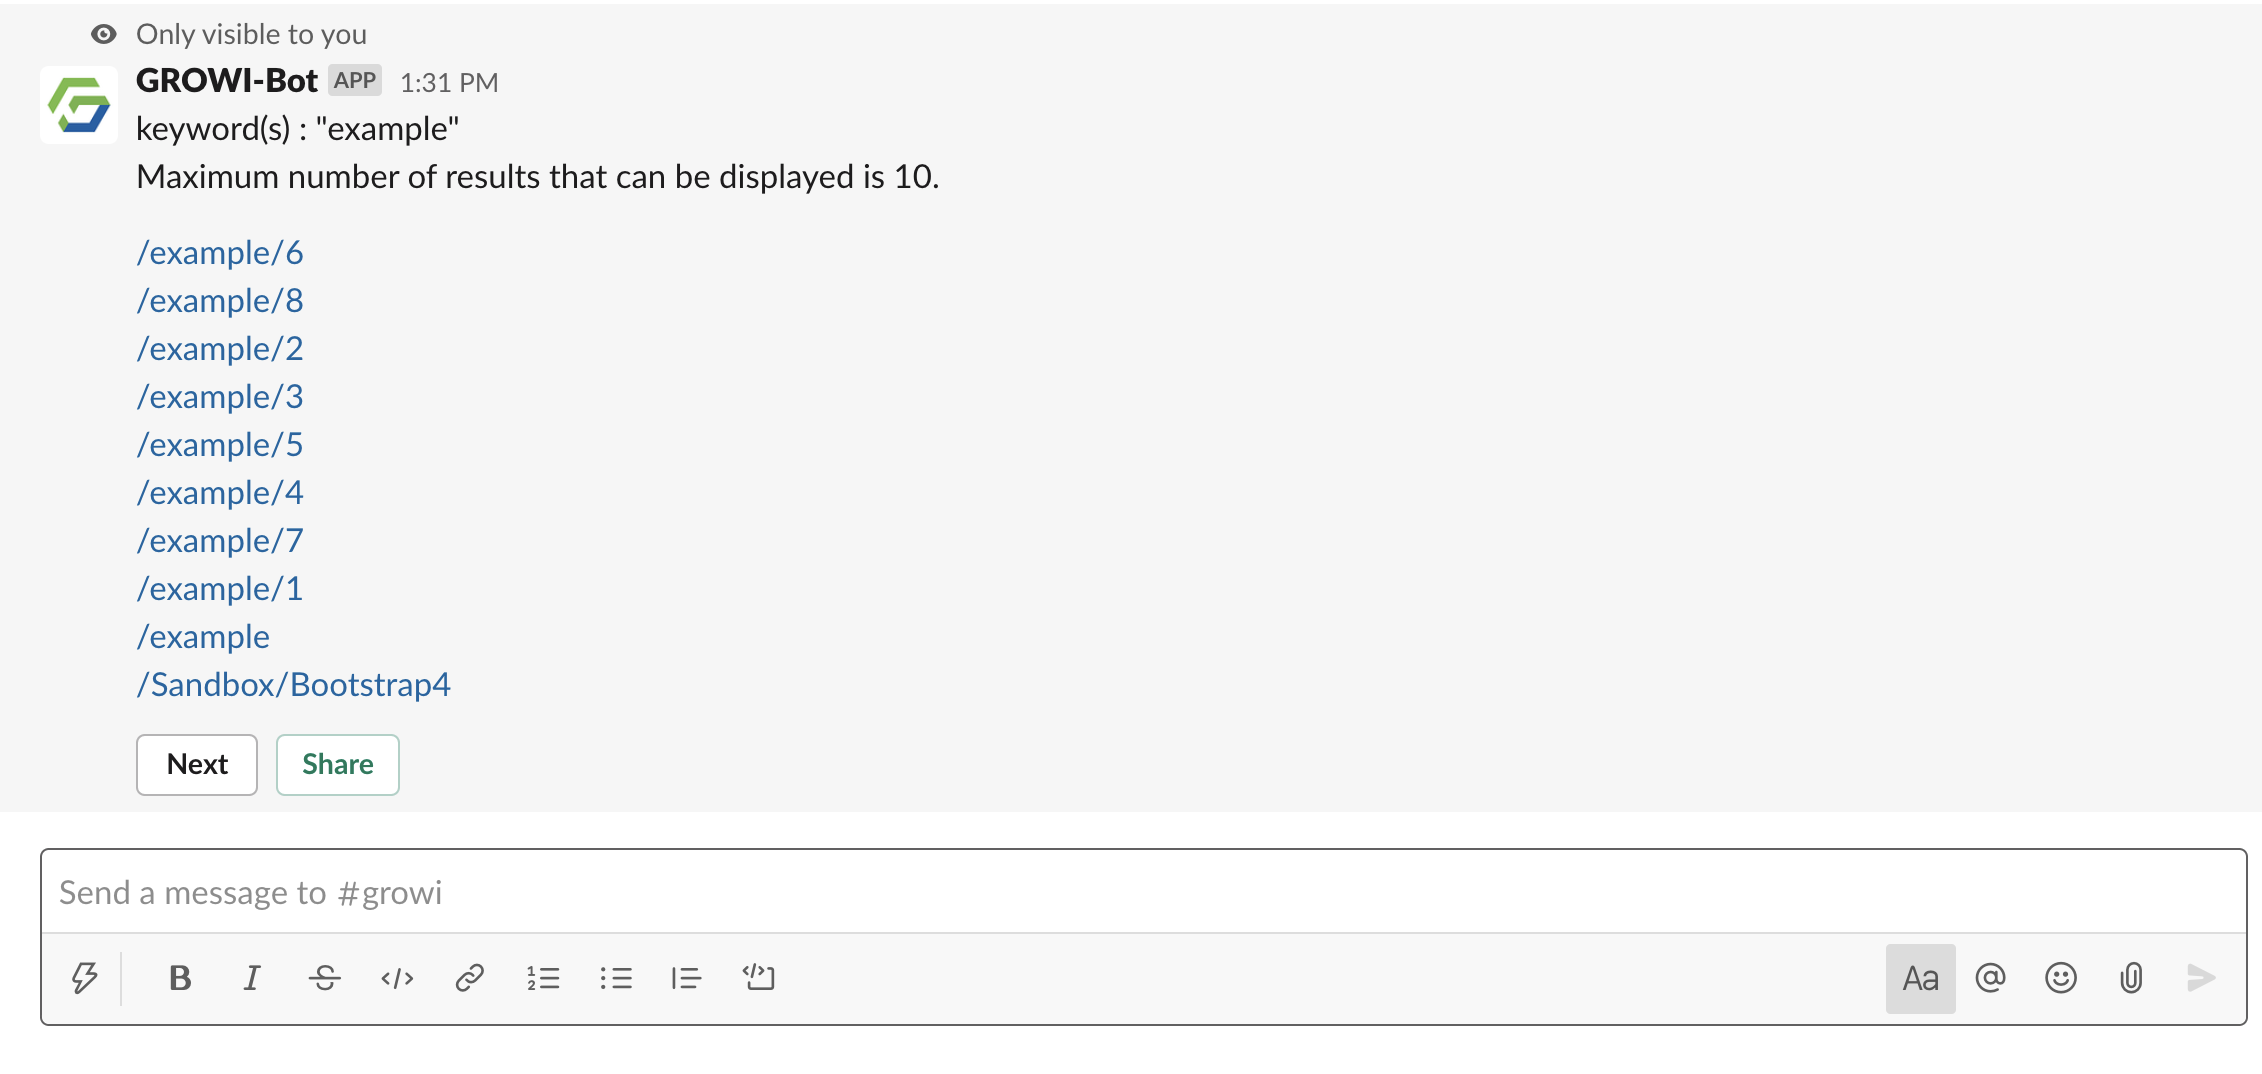 Only visible to you
GROWI-Bot APP 1:31 PM
keyword(s) : "example"
Maximum number of results that can be displayed is 10.
/example/6
/example/8
/example/2
/example/3
/example/5
/example/4
/example/7
/example/1
/example
/Sandbox/Bootstrap4
Next Share
Send a message to #growi
B I S </> Aa @